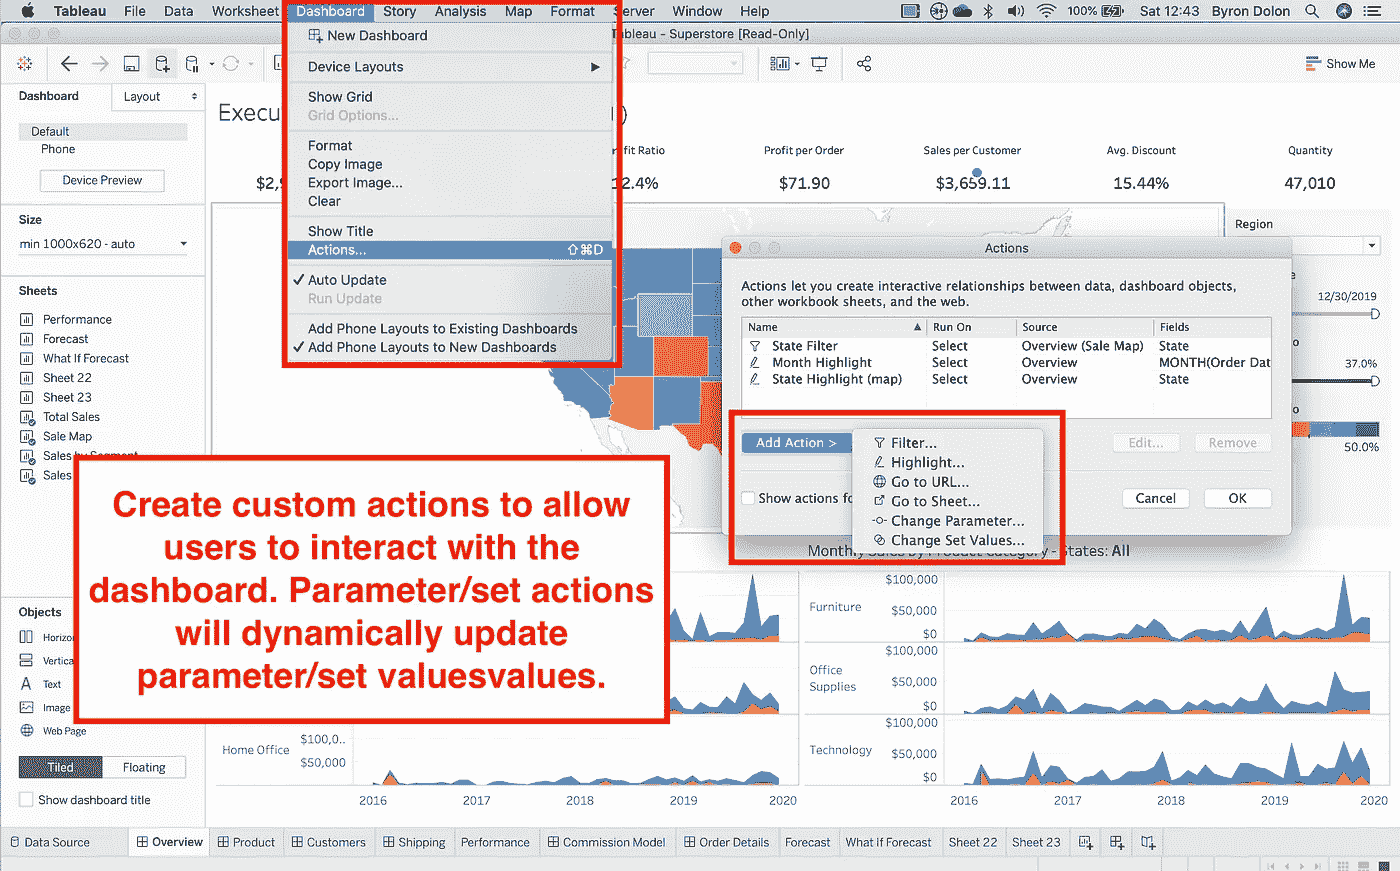 Tableau File Data Worksheet Dashboard Story Analysis Map Format Server Window Help 100% Sat 12:43 Byron Dolon
Tableau - Superstore [Read-Only]
Show Me
Dashboard Layout
Default
Phone
Device Preview
Size
min 1000x620 - auto
Sheets
Performance
Forecast
What If Forecast
Sheet 22
Sheet 23
Total Sales
Sale Map
Sales by Segment
Sales
Objects
Horizo
Vertica
Text
Image
Web Page
Tiled Floating
Show dashboard title
New Dashboard
Device Layouts
Show Grid
Grid Options...
Format
Copy Image
Export Image...
Clear
Show Title
Actions... ⇧⌘D
✓ Auto Update
Run Update
Add Phone Layouts to Existing Dashboards
✓ Add Phone Layouts to New Dashboards
Execu
fit Ratio Profit per Order Sales per Customer Avg. Discount Quantity
2.4% $71.90 $3,659.11 15.44% 47,010
Region
12/30/2019
37.0%
50.0%
Actions
Actions let you create interactive relationships between data, dashboard objects,
other workbook sheets, and the web.
Name Run On Source Fields
State Filter Select Overview (Sale Map) State
Month Highlight Select Overview MONTH(Order Dat
State Highlight (map) Select Overview State
Add Action > Edit... Remove
Filter...
Highlight...
Go to URL...
Go to Sheet...
Change Parameter...
Change Set Values...
Show actions fo
Cancel OK
Create custom actions to allow
users to interact with the
dashboard. Parameter/set actions
will dynamically update
parameter/set valuesvalues.
Monthly Sales by Product Category - States: All
Furniture
$100,000
$50,000
$0
Office
Supplies
$100,000
$50,000
$0
Technology
$100,000
$50,000
$0
Home Office
$100,0..
$50,000
2016 2017 2018 2019 2020
2016 2017 2018 2019 2020
Data Source Overview Product Customers Shipping Performance Commission Model Order Details Forecast What If Forecast Sheet 22 Sheet 23